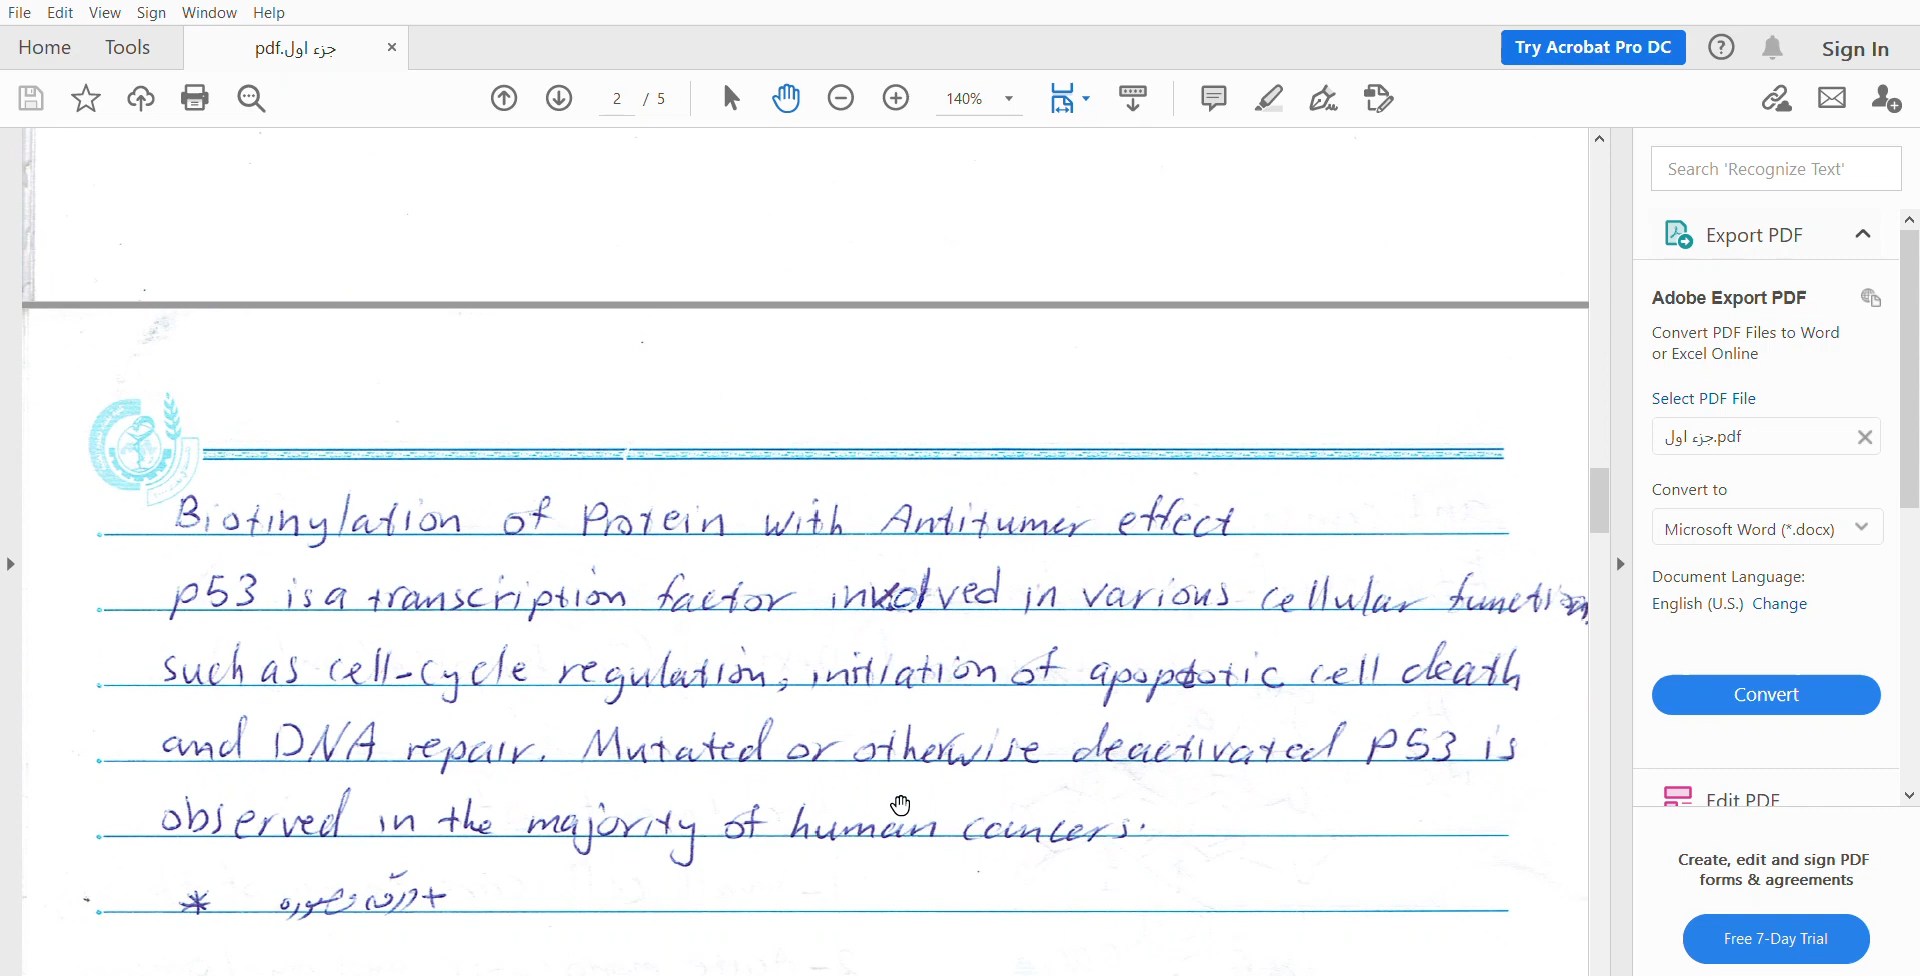 File Edit View Sign Window Help
Home Tools جزء اول.pdf × Try Acrobat Pro DC ? Sign In
2 / 5 140%
Search 'Recognize Text'
Export PDF
Adobe Export PDF
Convert PDF Files to Word
or Excel Online
Select PDF File
جزء اول.pdf
Convert to
Microsoft Word (*.docx)
Document Language:
English (U.S.) Change
Convert
Edit PDF
Create, edit and sign PDF
forms & agreements
Free 7-Day Trial
Biotinylation of Protein with Antitumer effect
p53 is a transcription factor involved in various cellular function,
such as cell-cycle regulation, initiation of apoptotic cell death
and DNA repair. Mutated or otherwise deactivated P53 is
observed in the majority of human cancers.
*